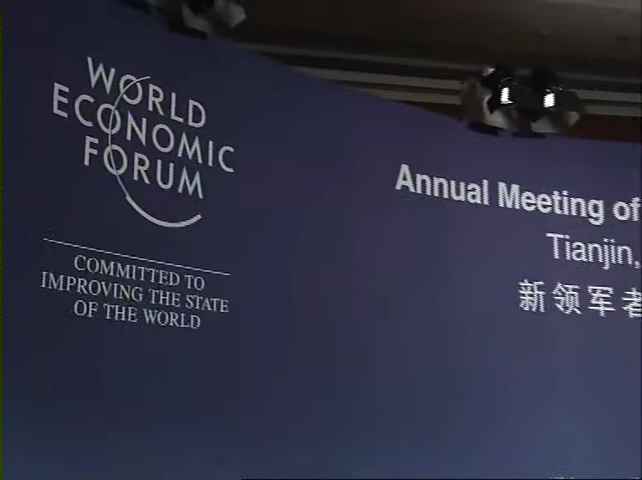 WORLD
ECONOMIC
FORUM
COMMITTED TO
IMPROVING THE STATE
OF THE WORLD
Annual Meeting of
Tianjin,
新领军者